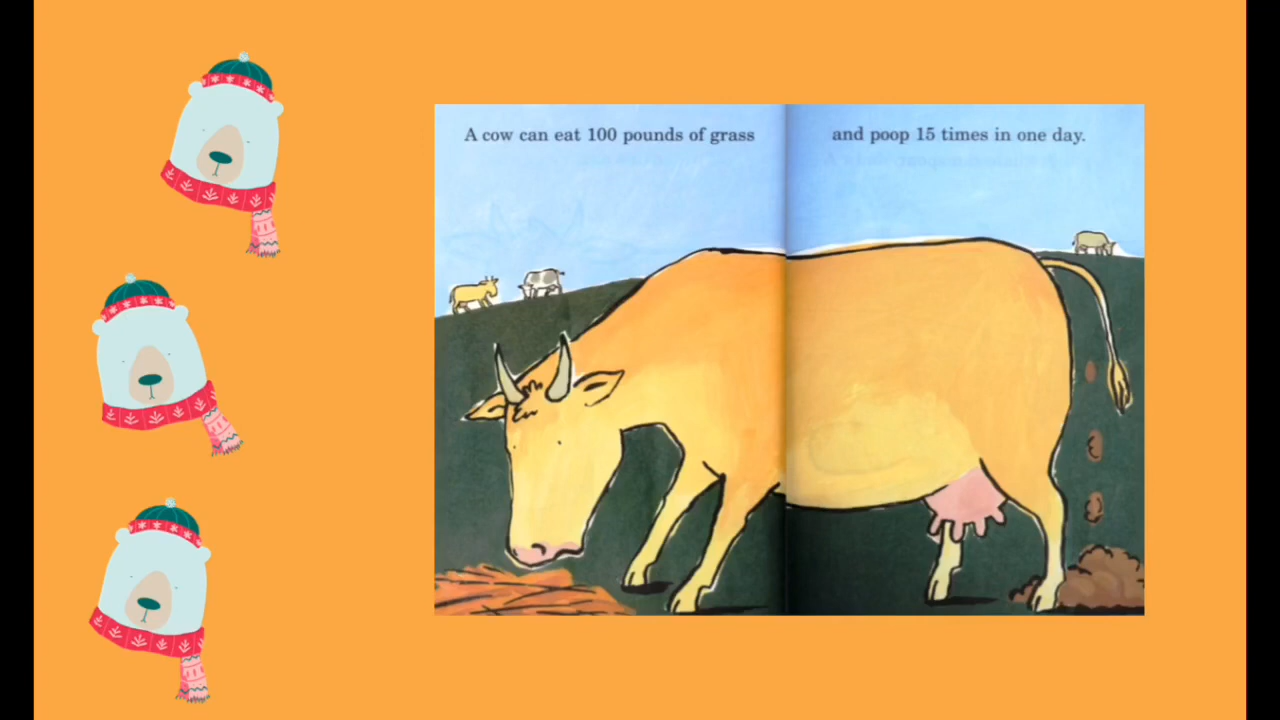 A cow can eat 100 pounds of grass
and poop 15 times in one day.